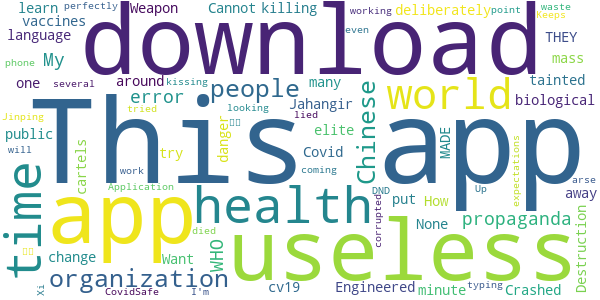 learn
vaccines
language
one
phone
several
Jinping
public
will
My
perfectly
Weapon
around
error
tried
try
cartels
work
Cannot
killing
working
even
deliberately
point
Keeps
waste
THEY
mass
tainted
biological
download
people
kissing
looking
many
Jahangir
lied
danger
elite
Covid
coming
Chinese
world
MADE
This app
expectations
arse
away
time
app
health
useless
WHO
died
DND
put
corrupted
How
None
Up
propaganda
Destruction
change
Application
Want
organization
Xi
CovidSafe
I'm
cv19
Engineered
minute
typing
Crashed